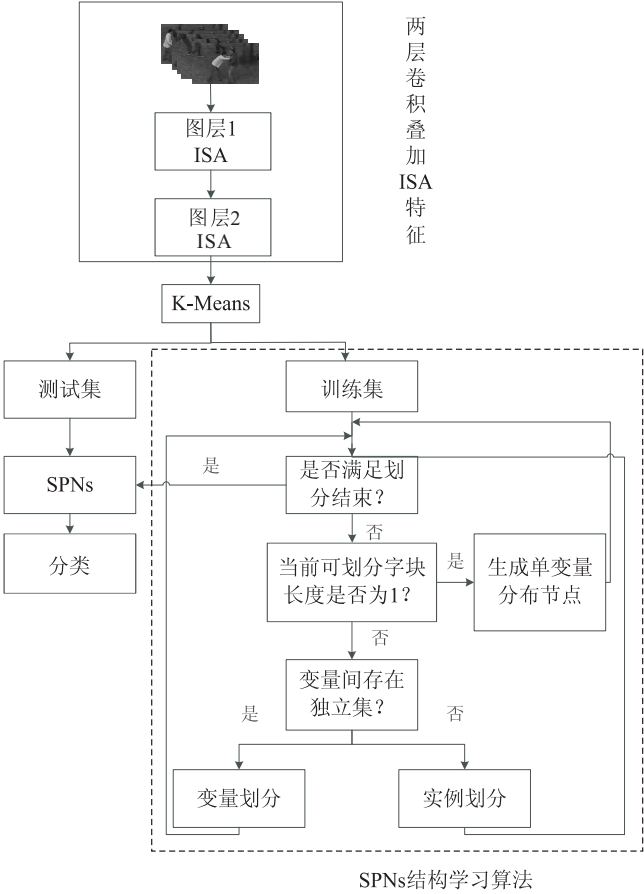 两
层
卷
积
叠
加
ISA
特
征
图层1
ISA
图层2
ISA
K-Means
测试集
训练集
是
SPNs
是否满足划
分结束？
否
分类
当前可划分字块
长度是否为1？
是
生成单变量
分布节点
否
变量间存在
独立集？
是
否
变量划分
实例划分
SPNs结构学习算法